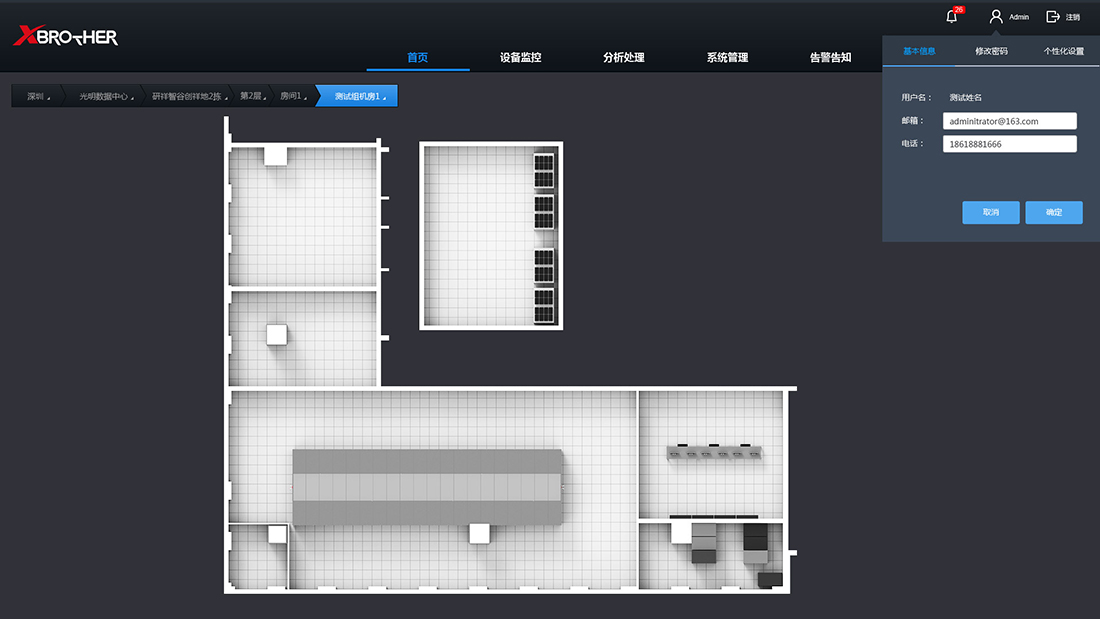 XBROTHER
26
Admin
注销
首页
设备监控
分析处理
系统管理
告警告知
基本信息
修改密码
个性化设置
深圳
光明数据中心
研祥智谷创祥地2栋
第2层
房间1
测试组机房1
用户名：
测试姓名
邮箱：
adminitrator@163.com
电话：
18618881666
取消
确定